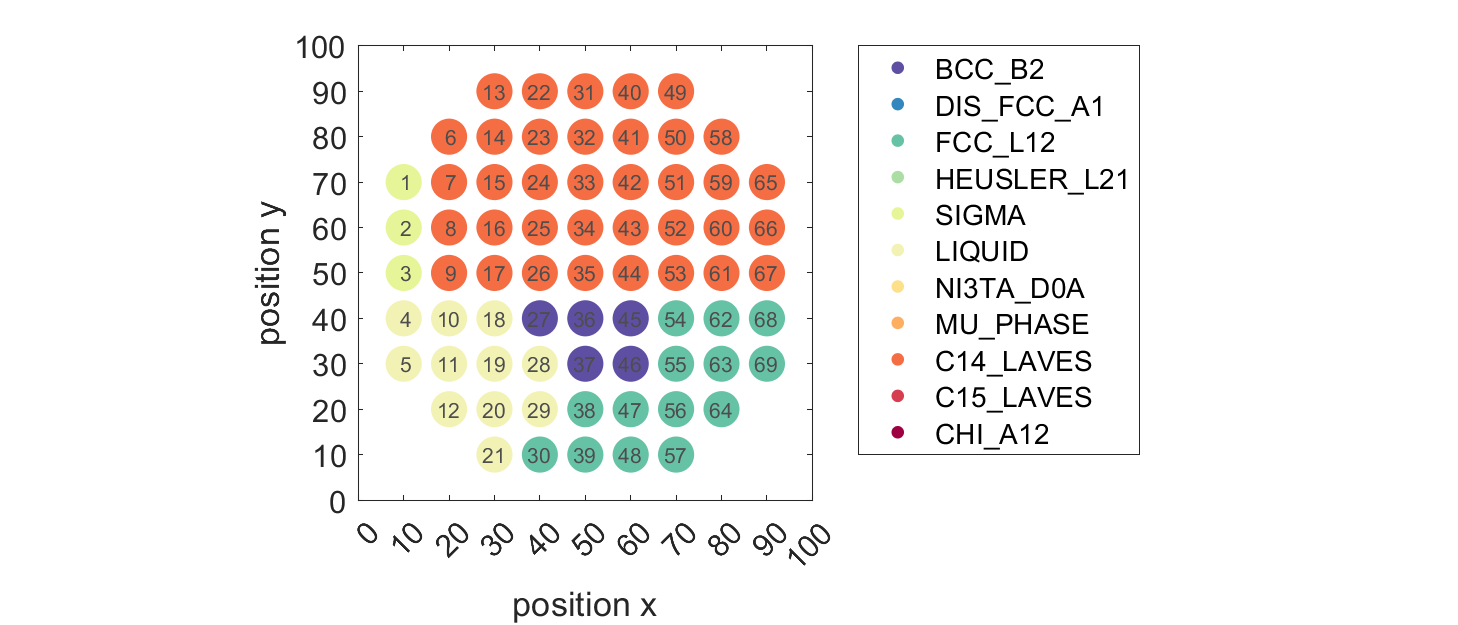 100
90
80
70
60
50
40
30
20
10
0
position y
13 22 31 40 49
6 14 23 32 41 50 58
1 7 15 24 33 42 51 59 65
2 8 16 25 34 43 52 60 66
3 9 17 26 35 44 53 61 67
4 10 18 27 36 45 54 62 68
5 11 19 28 37 46 55 63 69
12 20 29 38 47 56 64
21 30 39 48 57
0 10 20 30 40 50 60 70 80 90 100
position x
BCC_B2
DIS_FCC_A1
FCC_L12
HEUSLER_L21
SIGMA
LIQUID
NI3TA_D0A
MU_PHASE
C14_LAVES
C15_LAVES
CHI_A12